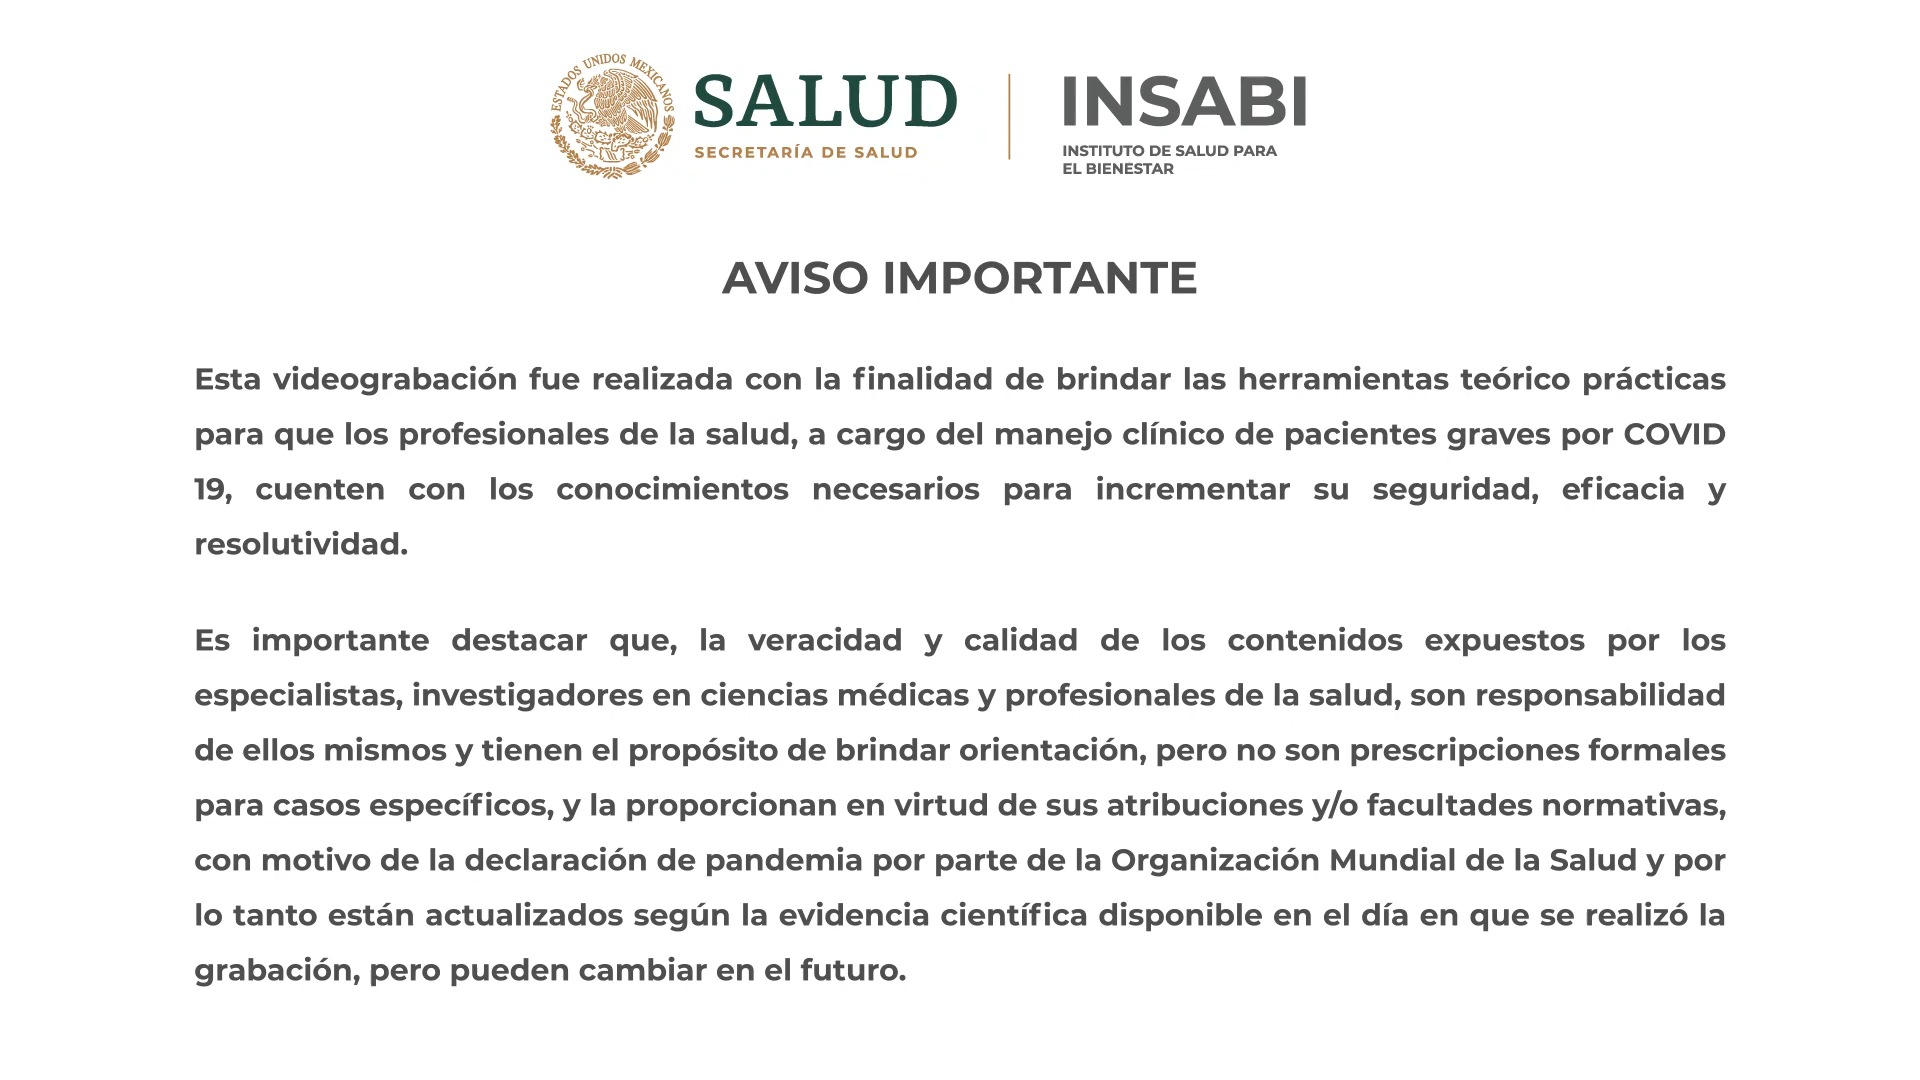 ESTADOS UNIDOS MEXICANOS
SALUD
SECRETARÍA DE SALUD
INSABI
INSTITUTO DE SALUD PARA
EL BIENESTAR
AVISO IMPORTANTE
Esta videograbación fue realizada con la finalidad de brindar las herramientas teórico prácticas
para que los profesionales de la salud, a cargo del manejo clínico de pacientes graves por COVID
19, cuenten con los conocimientos necesarios para incrementar su seguridad, eficacia y
resolutividad.
Es importante destacar que, la veracidad y calidad de los contenidos expuestos por los
especialistas, investigadores en ciencias médicas y profesionales de la salud, son responsabilidad
de ellos mismos y tienen el propósito de brindar orientación, pero no son prescripciones formales
para casos específicos, y la proporcionan en virtud de sus atribuciones y/o facultades normativas,
con motivo de la declaración de pandemia por parte de la Organización Mundial de la Salud y por
lo tanto están actualizados según la evidencia científica disponible en el día en que se realizó la
grabación, pero pueden cambiar en el futuro.